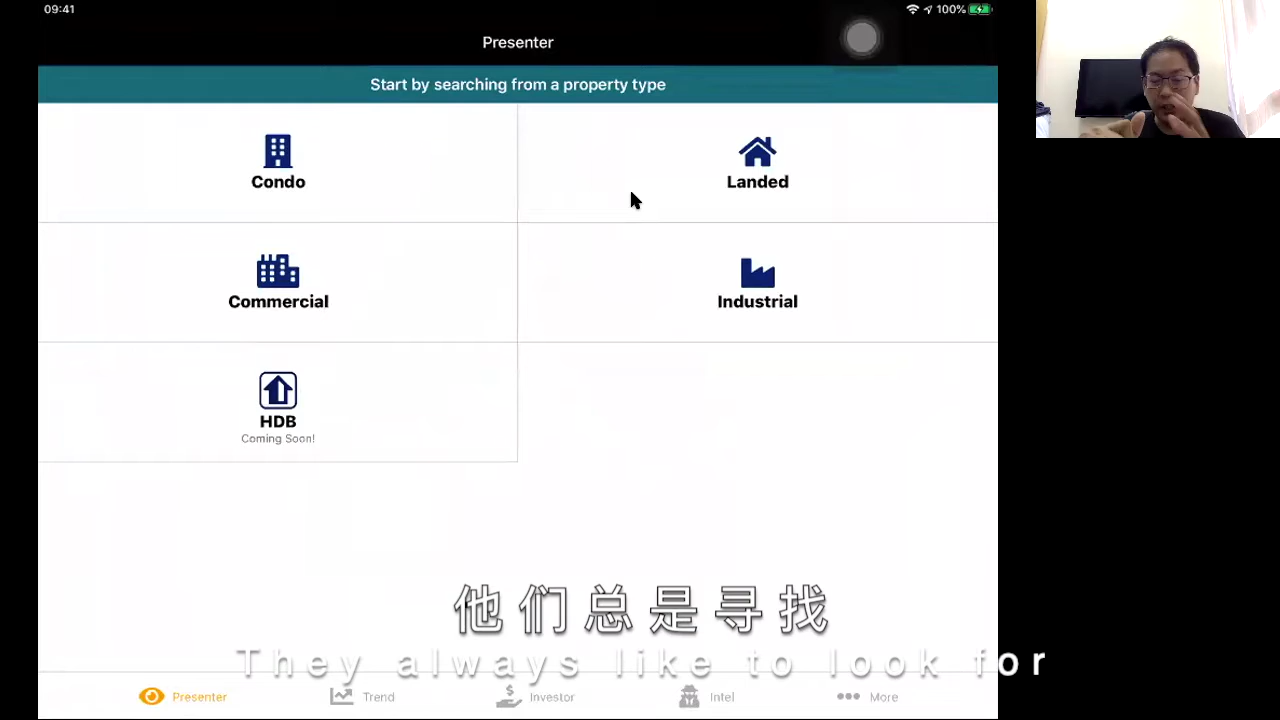 09:41
100%
Presenter
Start by searching from a property type
Condo
Landed
Commercial
Industrial
HDB
Coming Soon!
他们总是寻找
They always like to look for
Presenter
Trend
Investor
Intel
More